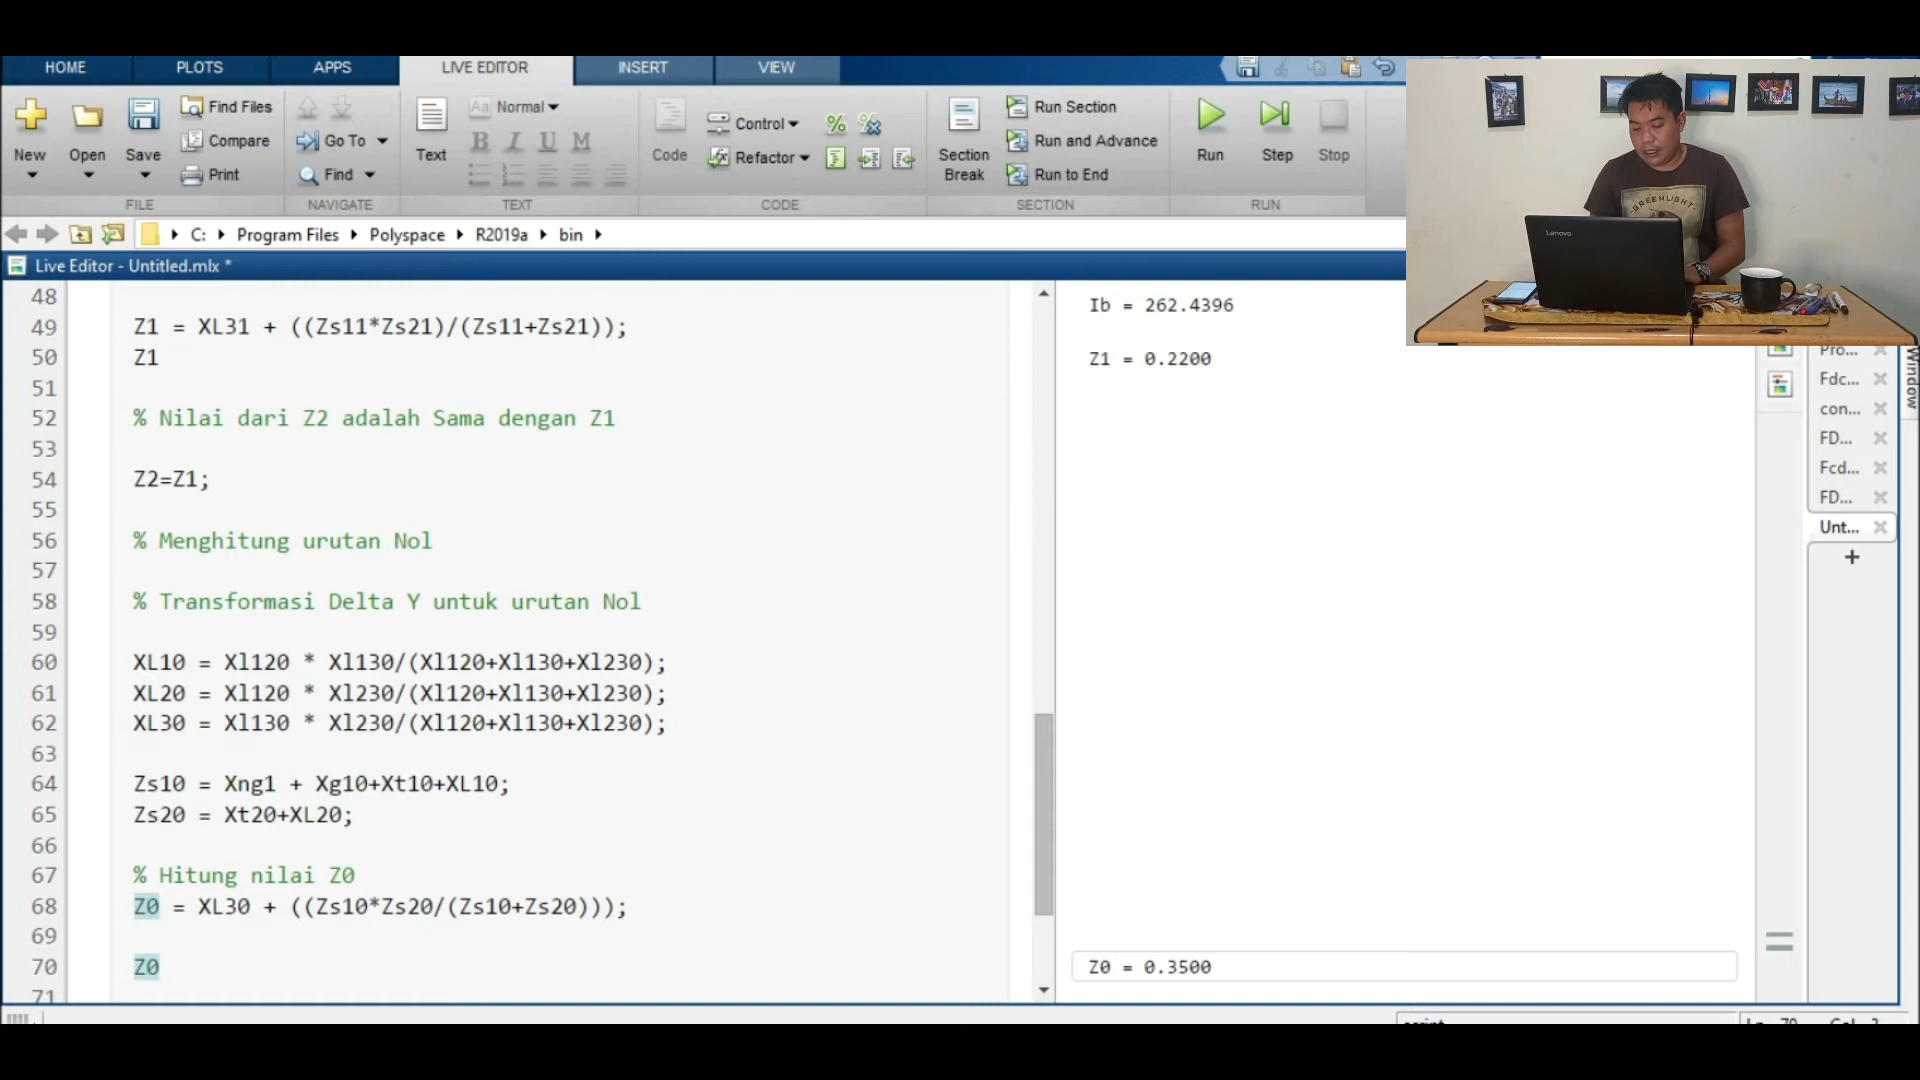 HOME PLOTS APPS LIVE EDITOR INSERT VIEW
New Open Save Find Files Compare Print
Go To Find
Text Normal B I U M
Code Control Refactor
Section Break Run Section Run and Advance Run to End
Run Step Stop
FILE NAVIGATE TEXT CODE SECTION RUN
C: Program Files Polyspace R2019a bin
Live Editor - Untitled.mlx *
48
49 Z1 = XL31 + ((Zs11*Zs21)/(Zs11+Zs21));
50 Z1
51
52 % Nilai dari Z2 adalah Sama dengan Z1
53
54 Z2=Z1;
55
56 % Menghitung urutan Nol
57
58 % Transformasi Delta Y untuk urutan Nol
59
60 XL10 = Xl120 * Xl130/(Xl120+Xl130+Xl230);
61 XL20 = Xl120 * Xl230/(Xl120+Xl130+Xl230);
62 XL30 = Xl130 * Xl230/(Xl120+Xl130+Xl230);
63
64 Zs10 = Xng1 + Xg10+Xt10+XL10;
65 Zs20 = Xt20+XL20;
66
67 % Hitung nilai Z0
68 Z0 = XL30 + ((Zs10*Zs20/(Zs10+Zs20)));
69
70 Z0
71
Ib = 262.4396
Z1 = 0.2200
Z0 = 0.3500
Pro...
Fdc...
con...
FD...
Fcd...
FD...
Unt...
Window
GREENLIGHT
Lenovo